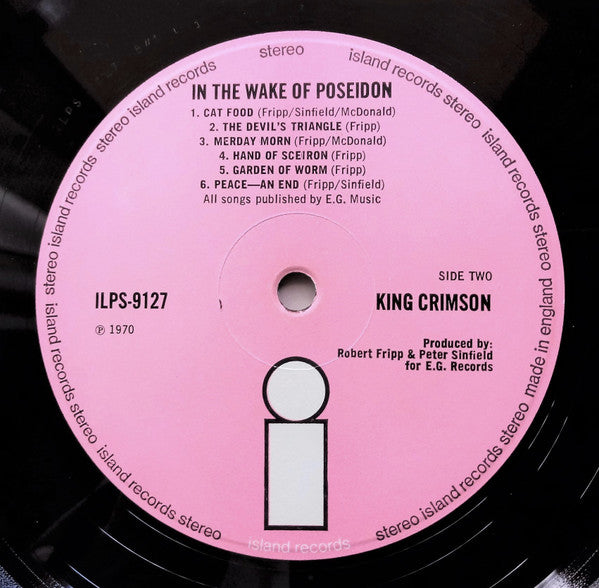 stereo
island records stereo island records stereo island records stereo island records stereo
island records stereo made in england
stereo island records stereo island records
island records
IN THE WAKE OF POSEIDON
1. CAT FOOD (Fripp/Sinfield/McDonald)
2. THE DEVIL'S TRIANGLE (Fripp)
3. MERDAY MORN (Fripp/McDonald)
4. HAND OF SCEIRON (Fripp)
5. GARDEN OF WORM (Fripp)
6. PEACE—AN END (Fripp/Sinfield)
All songs published by E.G. Music
SIDE TWO
ILPS-9127
KING CRIMSON
℗ 1970
Produced by:
Robert Fripp & Peter Sinfield
for E.G. Records